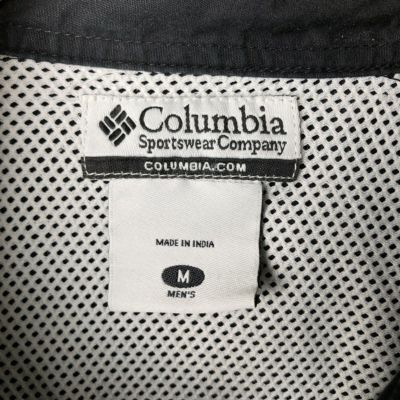 Columbia
Sportswear Company
COLUMBIA.COM
MADE IN INDIA
M
MEN'S